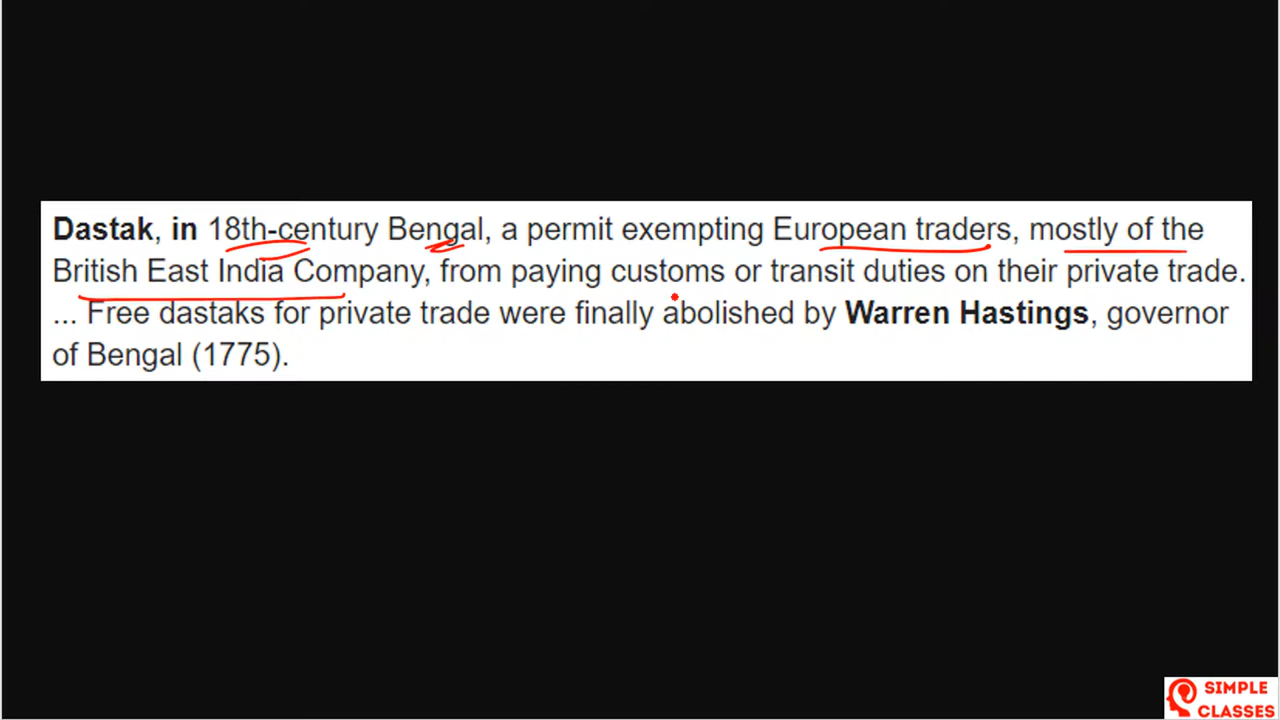 Dastak, in 18th-century Bengal, a permit exempting European traders, mostly of the
British East India Company, from paying customs or transit duties on their private trade.
... Free dastaks for private trade were finally abolished by Warren Hastings, governor
of Bengal (1775).
SIMPLE
CLASSES